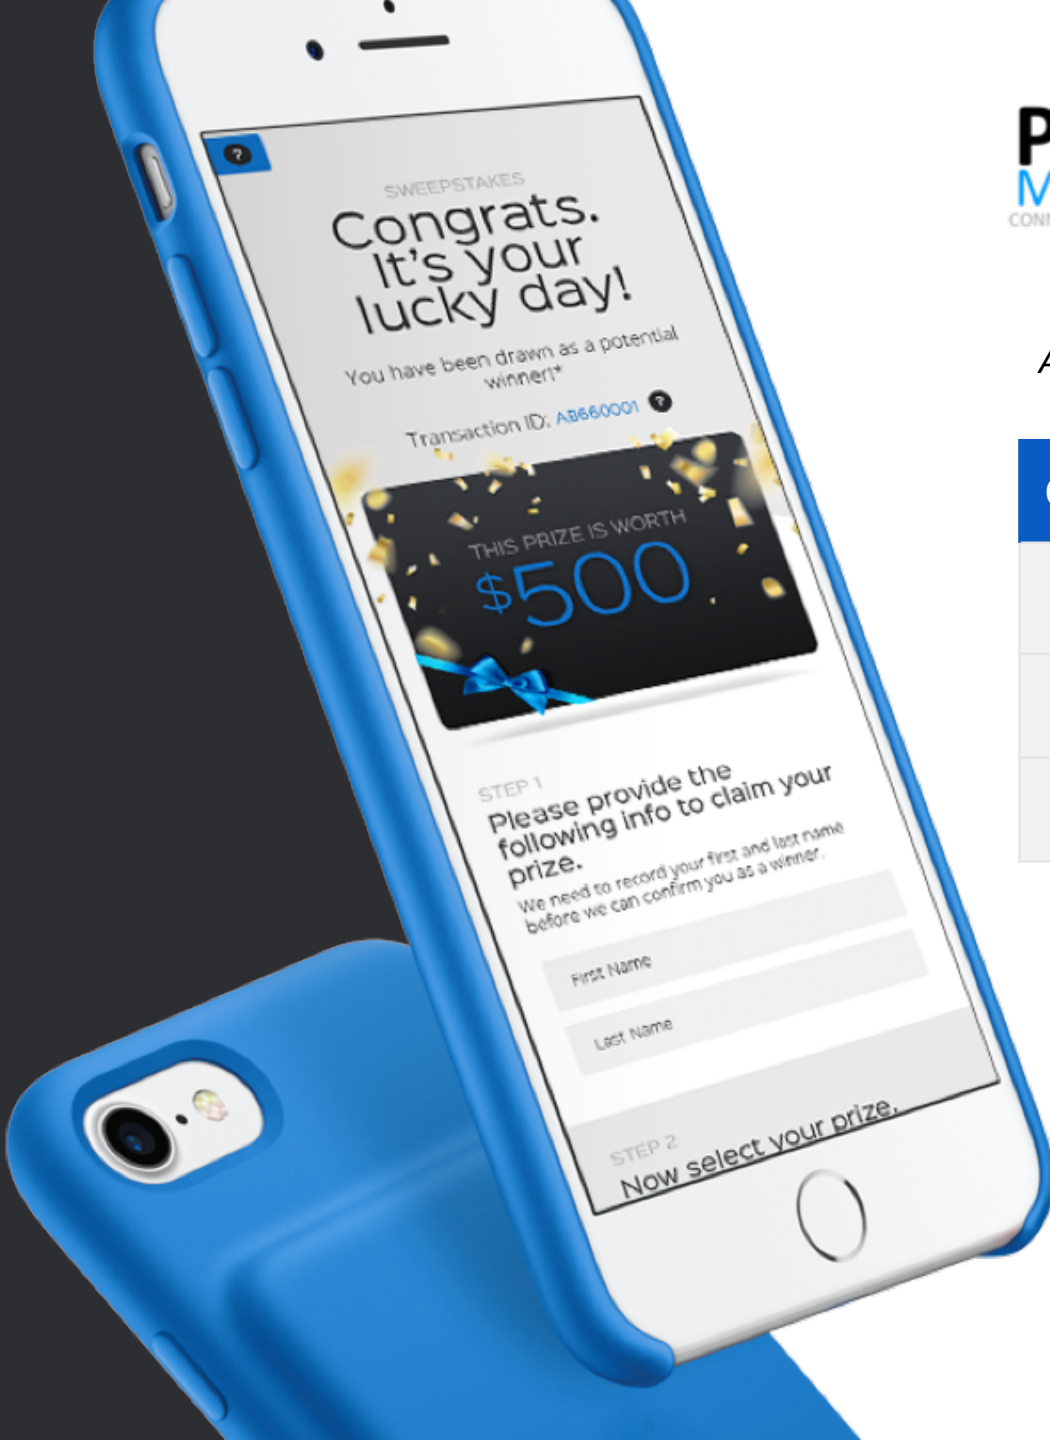 SWEEPSTAKES
Congrats.
It's your
lucky day!
You have been drawn as a potential
winner!*
Transaction ID: AB660001 ?
THIS PRIZE IS WORTH
$500
STEP 1
Please provide the
following info to claim your
prize.
We need to record your first and last name
before we can confirm you as a winner.
First Name
Last Name
STEP 2
Now select your prize.